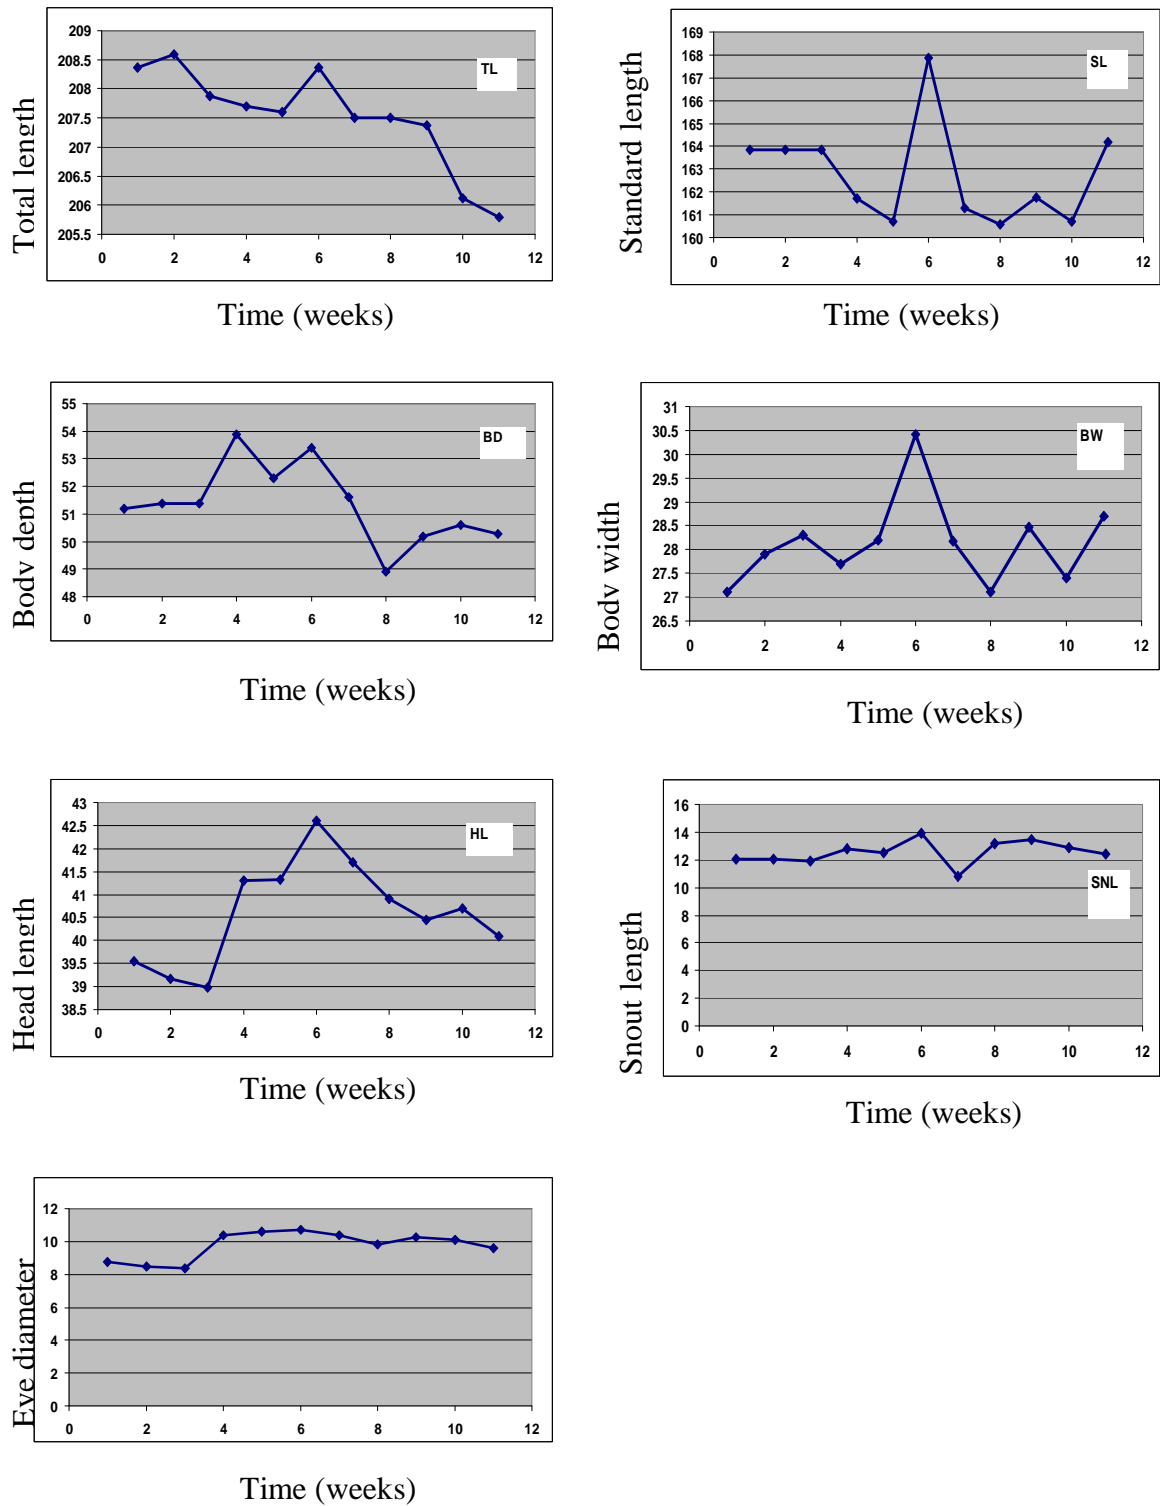 209
208.5
208
207.5
207
206.5
206
205.5
0 2 4 6 8 10 12
TL
Total length
Time (weeks)
169
168
167
166
165
164
163
162
161
160
0 2 4 6 8 10 12
SL
Standard length
Time (weeks)
55
54
53
52
51
50
49
48
0 2 4 6 8 10 12
BD
Body depth
Time (weeks)
31
30.5
30
29.5
29
28.5
28
27.5
27
26.5
0 2 4 6 8 10 12
BW
Body width
Time (weeks)
43
42.5
42
41.5
41
40.5
40
39.5
39
38.5
0 2 4 6 8 10 12
HL
Head length
Time (weeks)
16
14
12
10
8
6
4
2
0
0 2 4 6 8 10 12
SNL
Snout length
Time (weeks)
12
10
8
6
4
2
0
0 2 4 6 8 10 12
Eye diameter
Time (weeks)